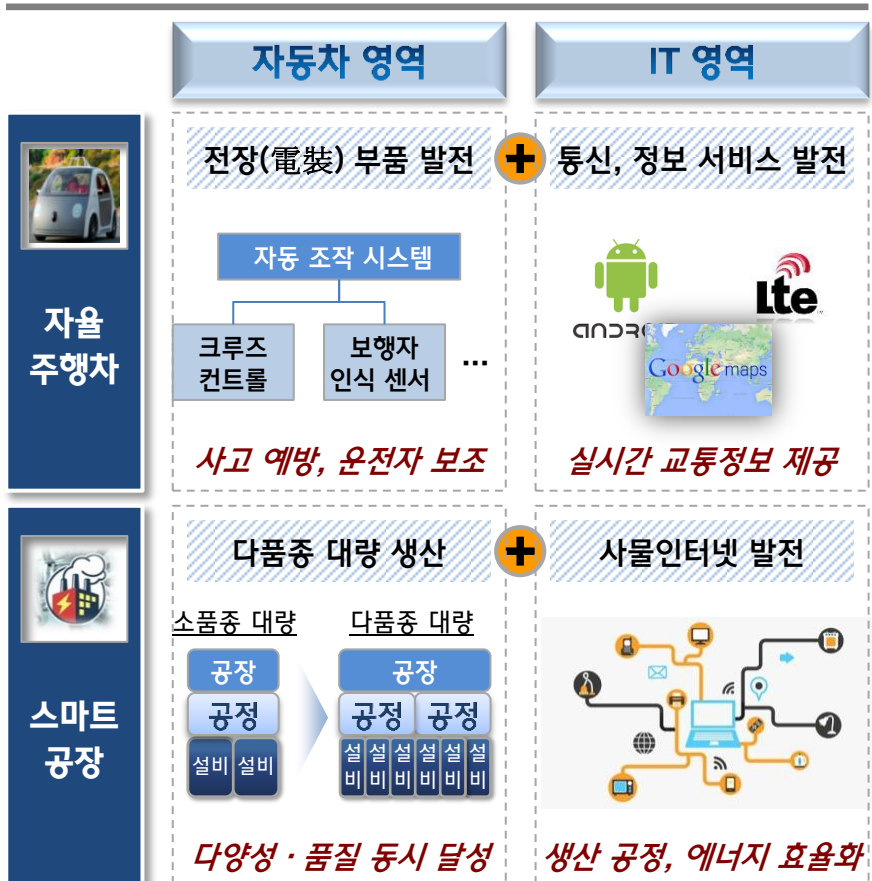 자동차 영역
IT 영역
자율
주행차
전장(電裝) 부품 발전
+
통신, 정보 서비스 발전
자동 조작 시스템
크루즈
컨트롤
보행자
인식 센서
...
사고 예방, 운전자 보조
Lte
Google maps
실시간 교통정보 제공
스마트
공장
다품종 대량 생산
+
사물인터넷 발전
소품종 대량
다품종 대량
공장
공정
설비 설비
공장
공정 공정
설비 설비 설비 설비 설비 설비
다양성 · 품질 동시 달성
생산 공정, 에너지 효율화